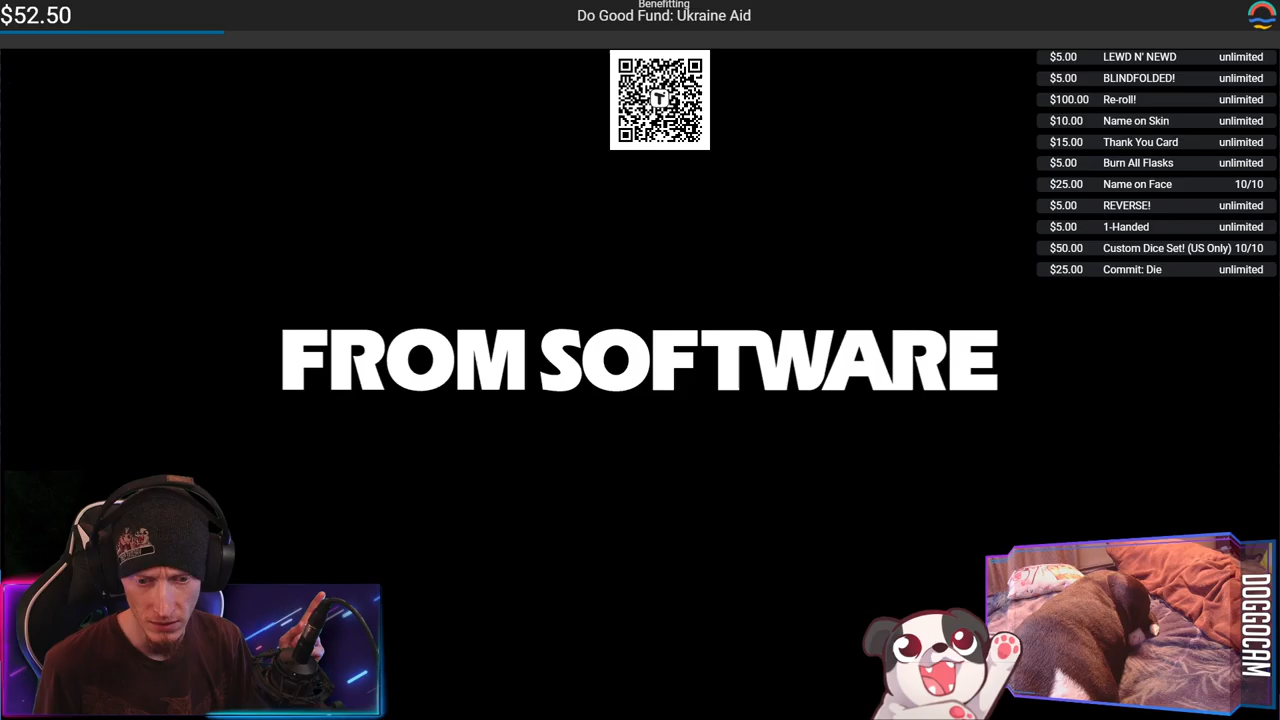 $52.50
Benefitting
Do Good Fund: Ukraine Aid
$5.00 LEWD N' NEWD unlimited
$5.00 BLINDFOLDED! unlimited
$100.00 Re-roll! unlimited
$10.00 Name on Skin unlimited
$15.00 Thank You Card unlimited
$5.00 Burn All Flasks unlimited
$25.00 Name on Face 10/10
$5.00 REVERSE! unlimited
$5.00 1-Handed unlimited
$50.00 Custom Dice Set! (US Only) 10/10
$25.00 Commit: Die unlimited
T
FROM SOFTWARE
DOGGOCAM